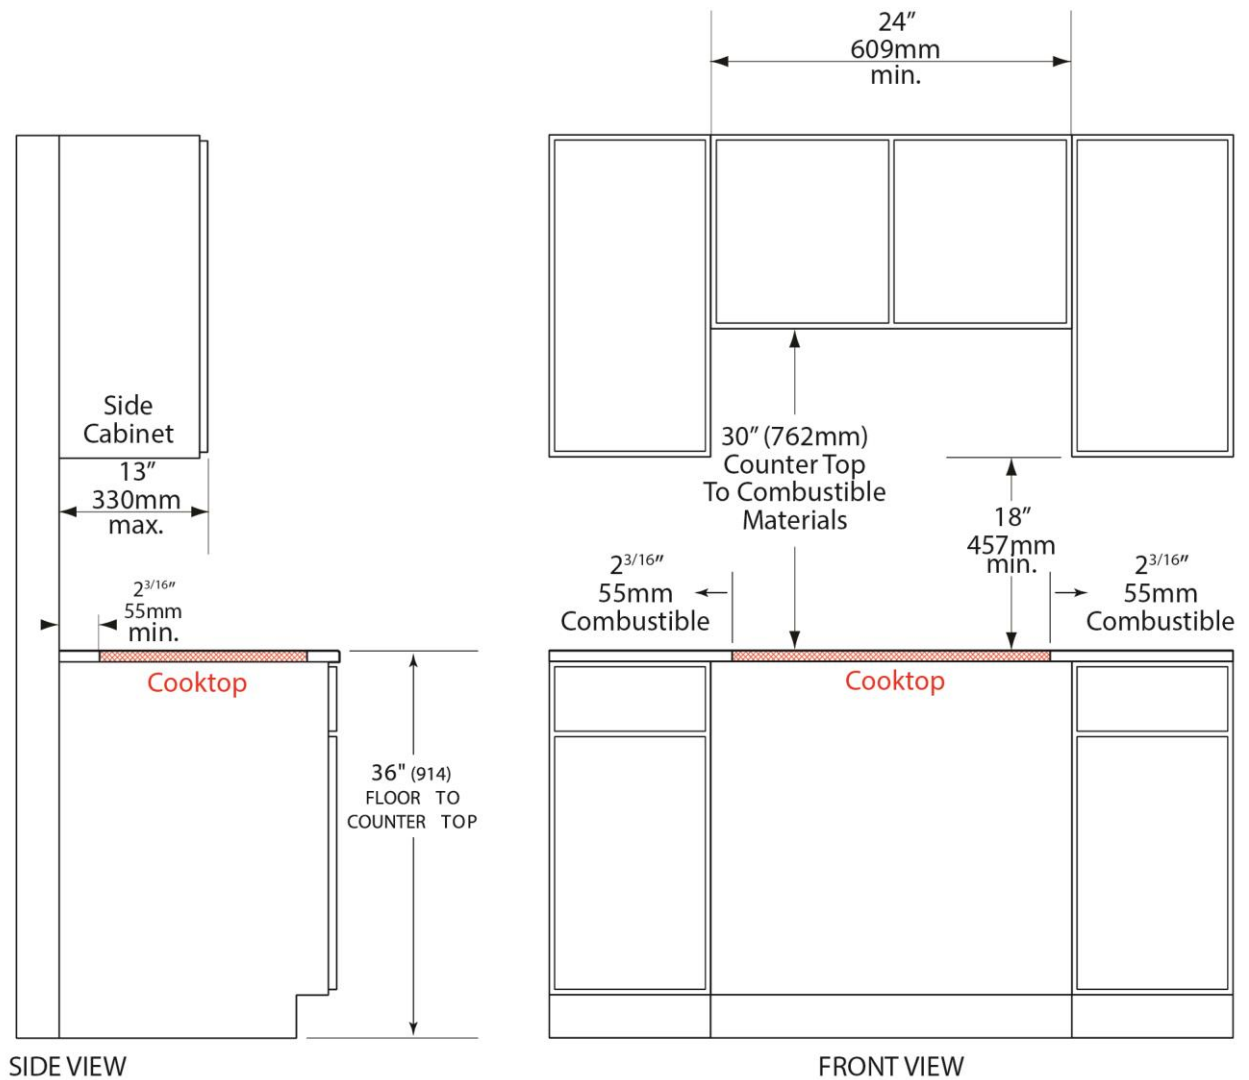 24”
609mm
min.
Side
Cabinet
13”
330mm
max.
2 3/16”
55mm
min.
Cooktop
36" (914)
FLOOR TO
COUNTER TOP
SIDE VIEW
30” (762mm)
Counter Top
To Combustible
Materials
18”
457mm
min.
2 3/16”
55mm
Combustible
2 3/16”
55mm
Combustible
Cooktop
FRONT VIEW